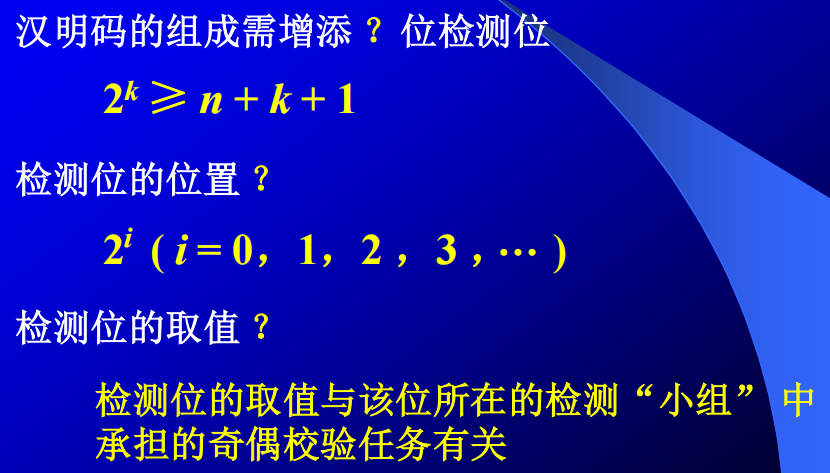 汉明码的组成需增添 ？位检测位
2ᵏ ≥ n + k + 1
检测位的位置 ？
2ⁱ ( i = 0，1，2 ，3 ，⋯ )
检测位的取值 ？
检测位的取值与该位所在的检测“小组” 中
承担的奇偶校验任务有关